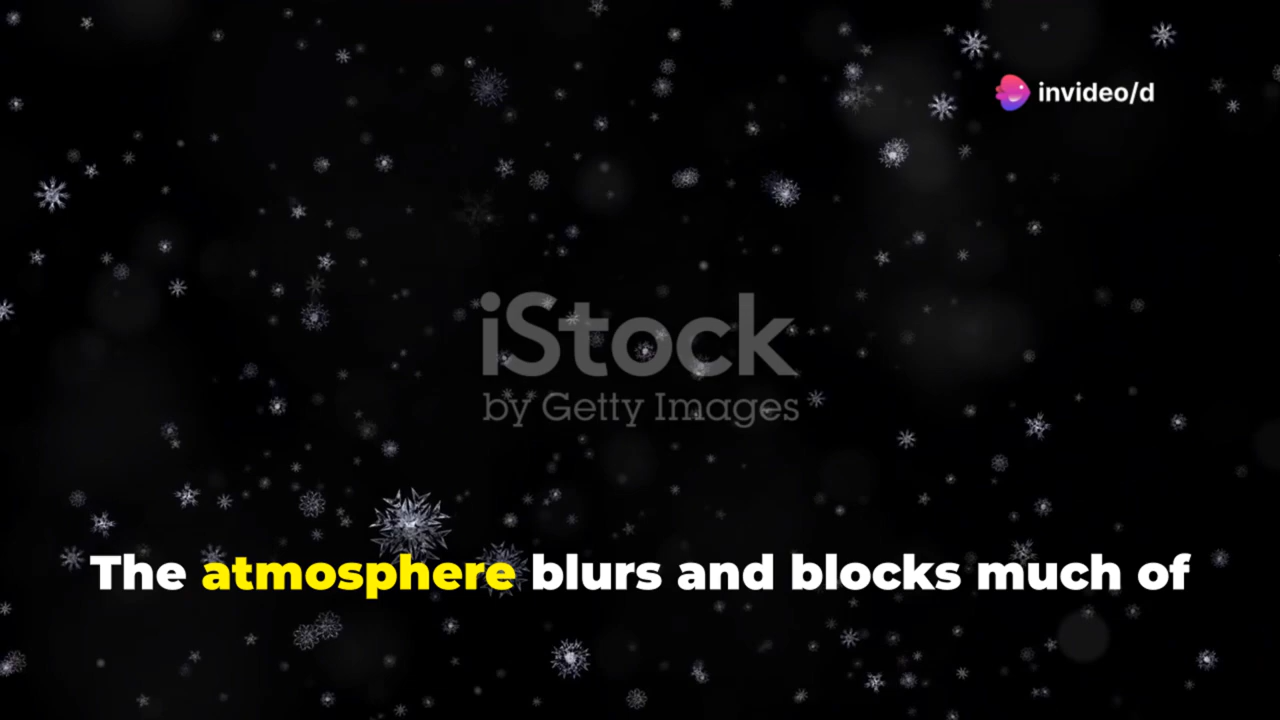 invideo/d
iStock
by Getty Images
The atmosphere blurs and blocks much of